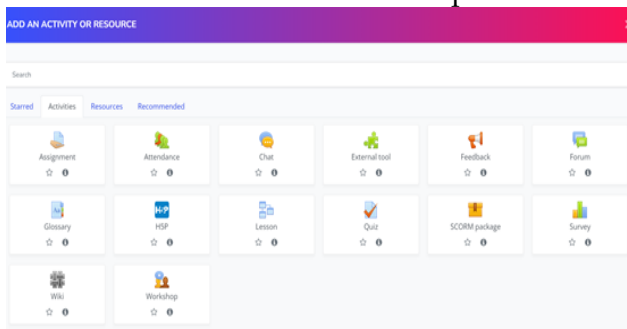 ADD AN ACTIVITY OR RESOURCE
Search
Starred Activities Resources Recommended
Assignment Attendance Chat External tool Feedback Forum
Glossary H5P Lesson Quiz SCORM package Survey
Wiki Workshop